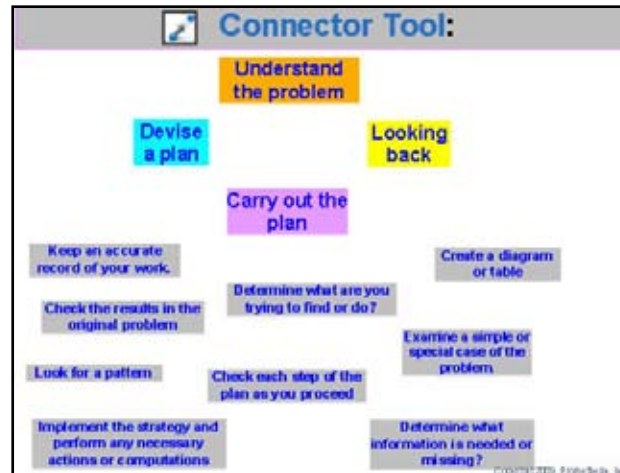 Connector Tool:
Understand
the problem
Devise
a plan
Looking
back
Carry out the
plan
Keep an accurate
record of your work.
Create a diagram
or table
Determine what are you
trying to find or do?
Check the results in the
original problem
Examine a simple or
special case of the
problem.
Look for a pattern
Check each step of the
plan as you proceed
Implement the strategy and
perform any necessary
actions or computations
Determine what
information is needed or
missing?